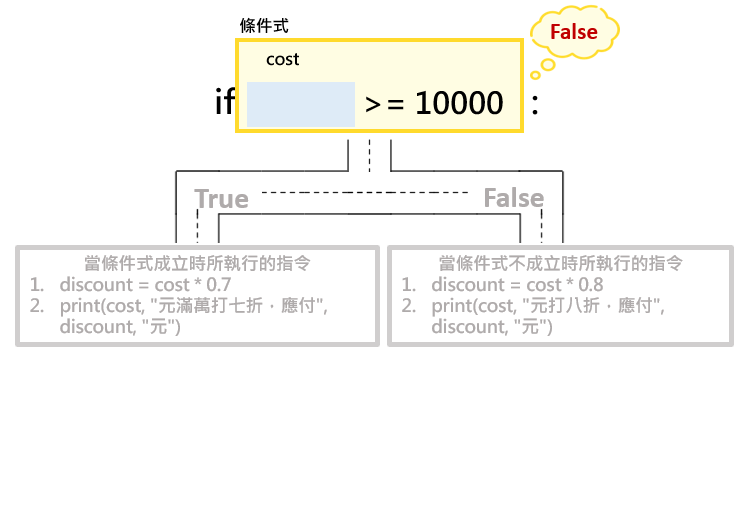 條件式
False
cost
if >= 10000 :
True False
當條件式成立時所執行的指令
1. discount = cost * 0.7
2. print(cost, "元滿萬打七折，應付",
discount, "元")
當條件式不成立時所執行的指令
1. discount = cost * 0.8
2. print(cost, "元打八折，應付",
discount, "元")